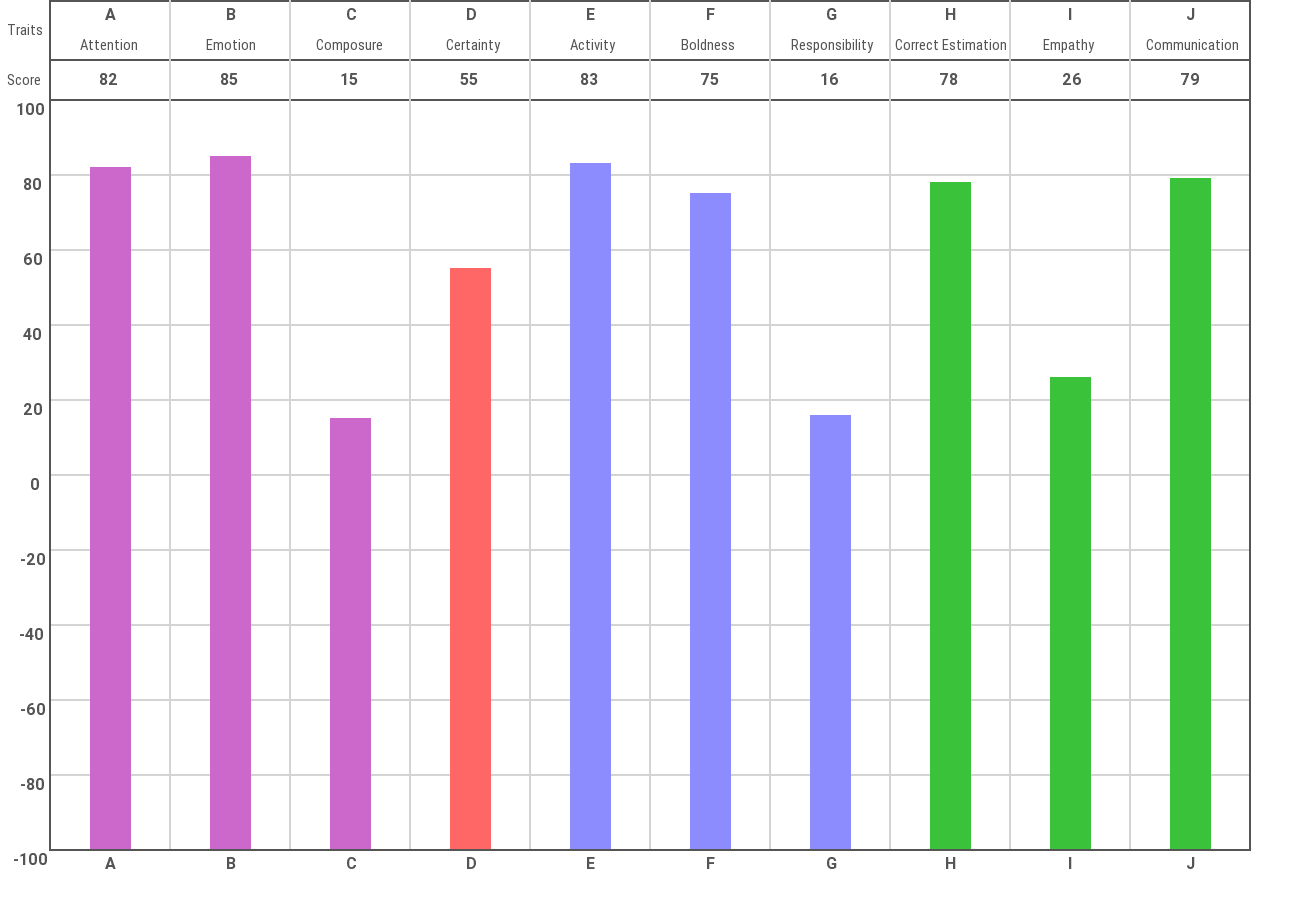 A B C D E F G H I J
Traits
Attention Emotion Composure Certainty Activity Boldness Responsibility Correct Estimation Empathy Communication
Score 82 85 15 55 83 75 16 78 26 79
100
80
60
40
20
0
-20
-40
-60
-80
-100
A B C D E F G H I J